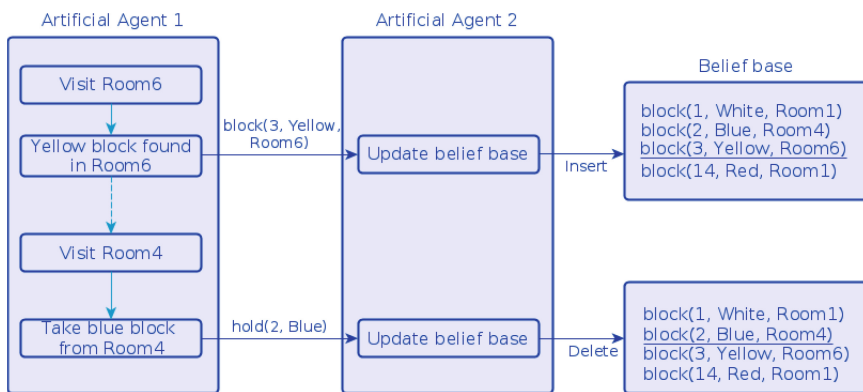 Artificial Agent 1
Artificial Agent 2
Belief base
Visit Room6
Yellow block found
in Room6
Visit Room4
Take blue block
from Room4
block(3, Yellow,
Room6)
hold(2, Blue)
Update belief base
Update belief base
Insert
Delete
block(1, White, Room1)
block(2, Blue, Room4)
block(3, Yellow, Room6)
block(14, Red, Room1)
block(1, White, Room1)
block(2, Blue, Room4)
block(3, Yellow, Room6)
block(14, Red, Room1)